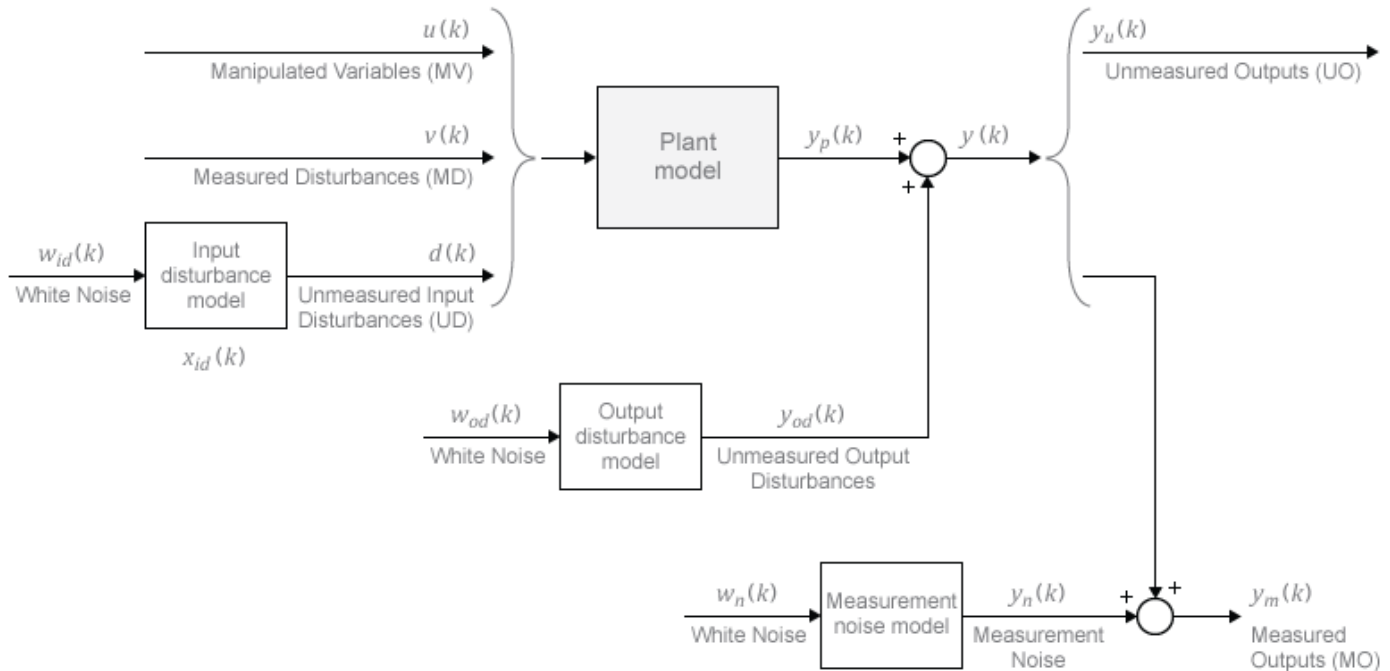 u(k)
Manipulated Variables (MV)
v(k)
Measured Disturbances (MD)
w_id(k)
White Noise
Input
disturbance
model
x_id(k)
d(k)
Unmeasured Input
Disturbances (UD)
Plant
model
y_p(k)
+
+
y(k)
y_u(k)
Unmeasured Outputs (UO)
w_od(k)
White Noise
Output
disturbance
model
y_od(k)
Unmeasured Output
Disturbances
w_n(k)
White Noise
Measurement
noise model
y_n(k)
Measurement
Noise
+
+
y_m(k)
Measured
Outputs (MO)